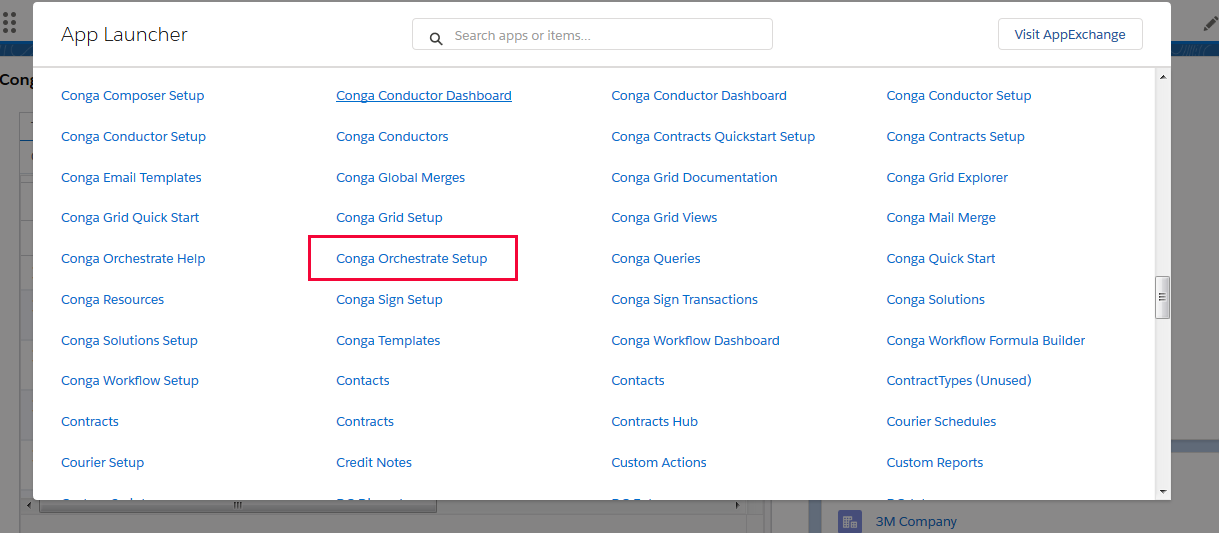 App Launcher
Search apps or items...
Visit AppExchange
Cong
Conga Composer Setup Conga Conductor Dashboard Conga Conductor Dashboard Conga Conductor Setup
Conga Conductor Setup Conga Conductors Conga Contracts Quickstart Setup Conga Contracts Setup
Conga Email Templates Conga Global Merges Conga Grid Documentation Conga Grid Explorer
Conga Grid Quick Start Conga Grid Setup Conga Grid Views Conga Mail Merge
Conga Orchestrate Help Conga Orchestrate Setup Conga Queries Conga Quick Start
Conga Resources Conga Sign Setup Conga Sign Transactions Conga Solutions
Conga Solutions Setup Conga Templates Conga Workflow Dashboard Conga Workflow Formula Builder
Conga Workflow Setup Contacts Contacts ContractTypes (Unused)
Contracts Contracts Contracts Hub Courier Schedules
Courier Setup Credit Notes Custom Actions Custom Reports
3M Company